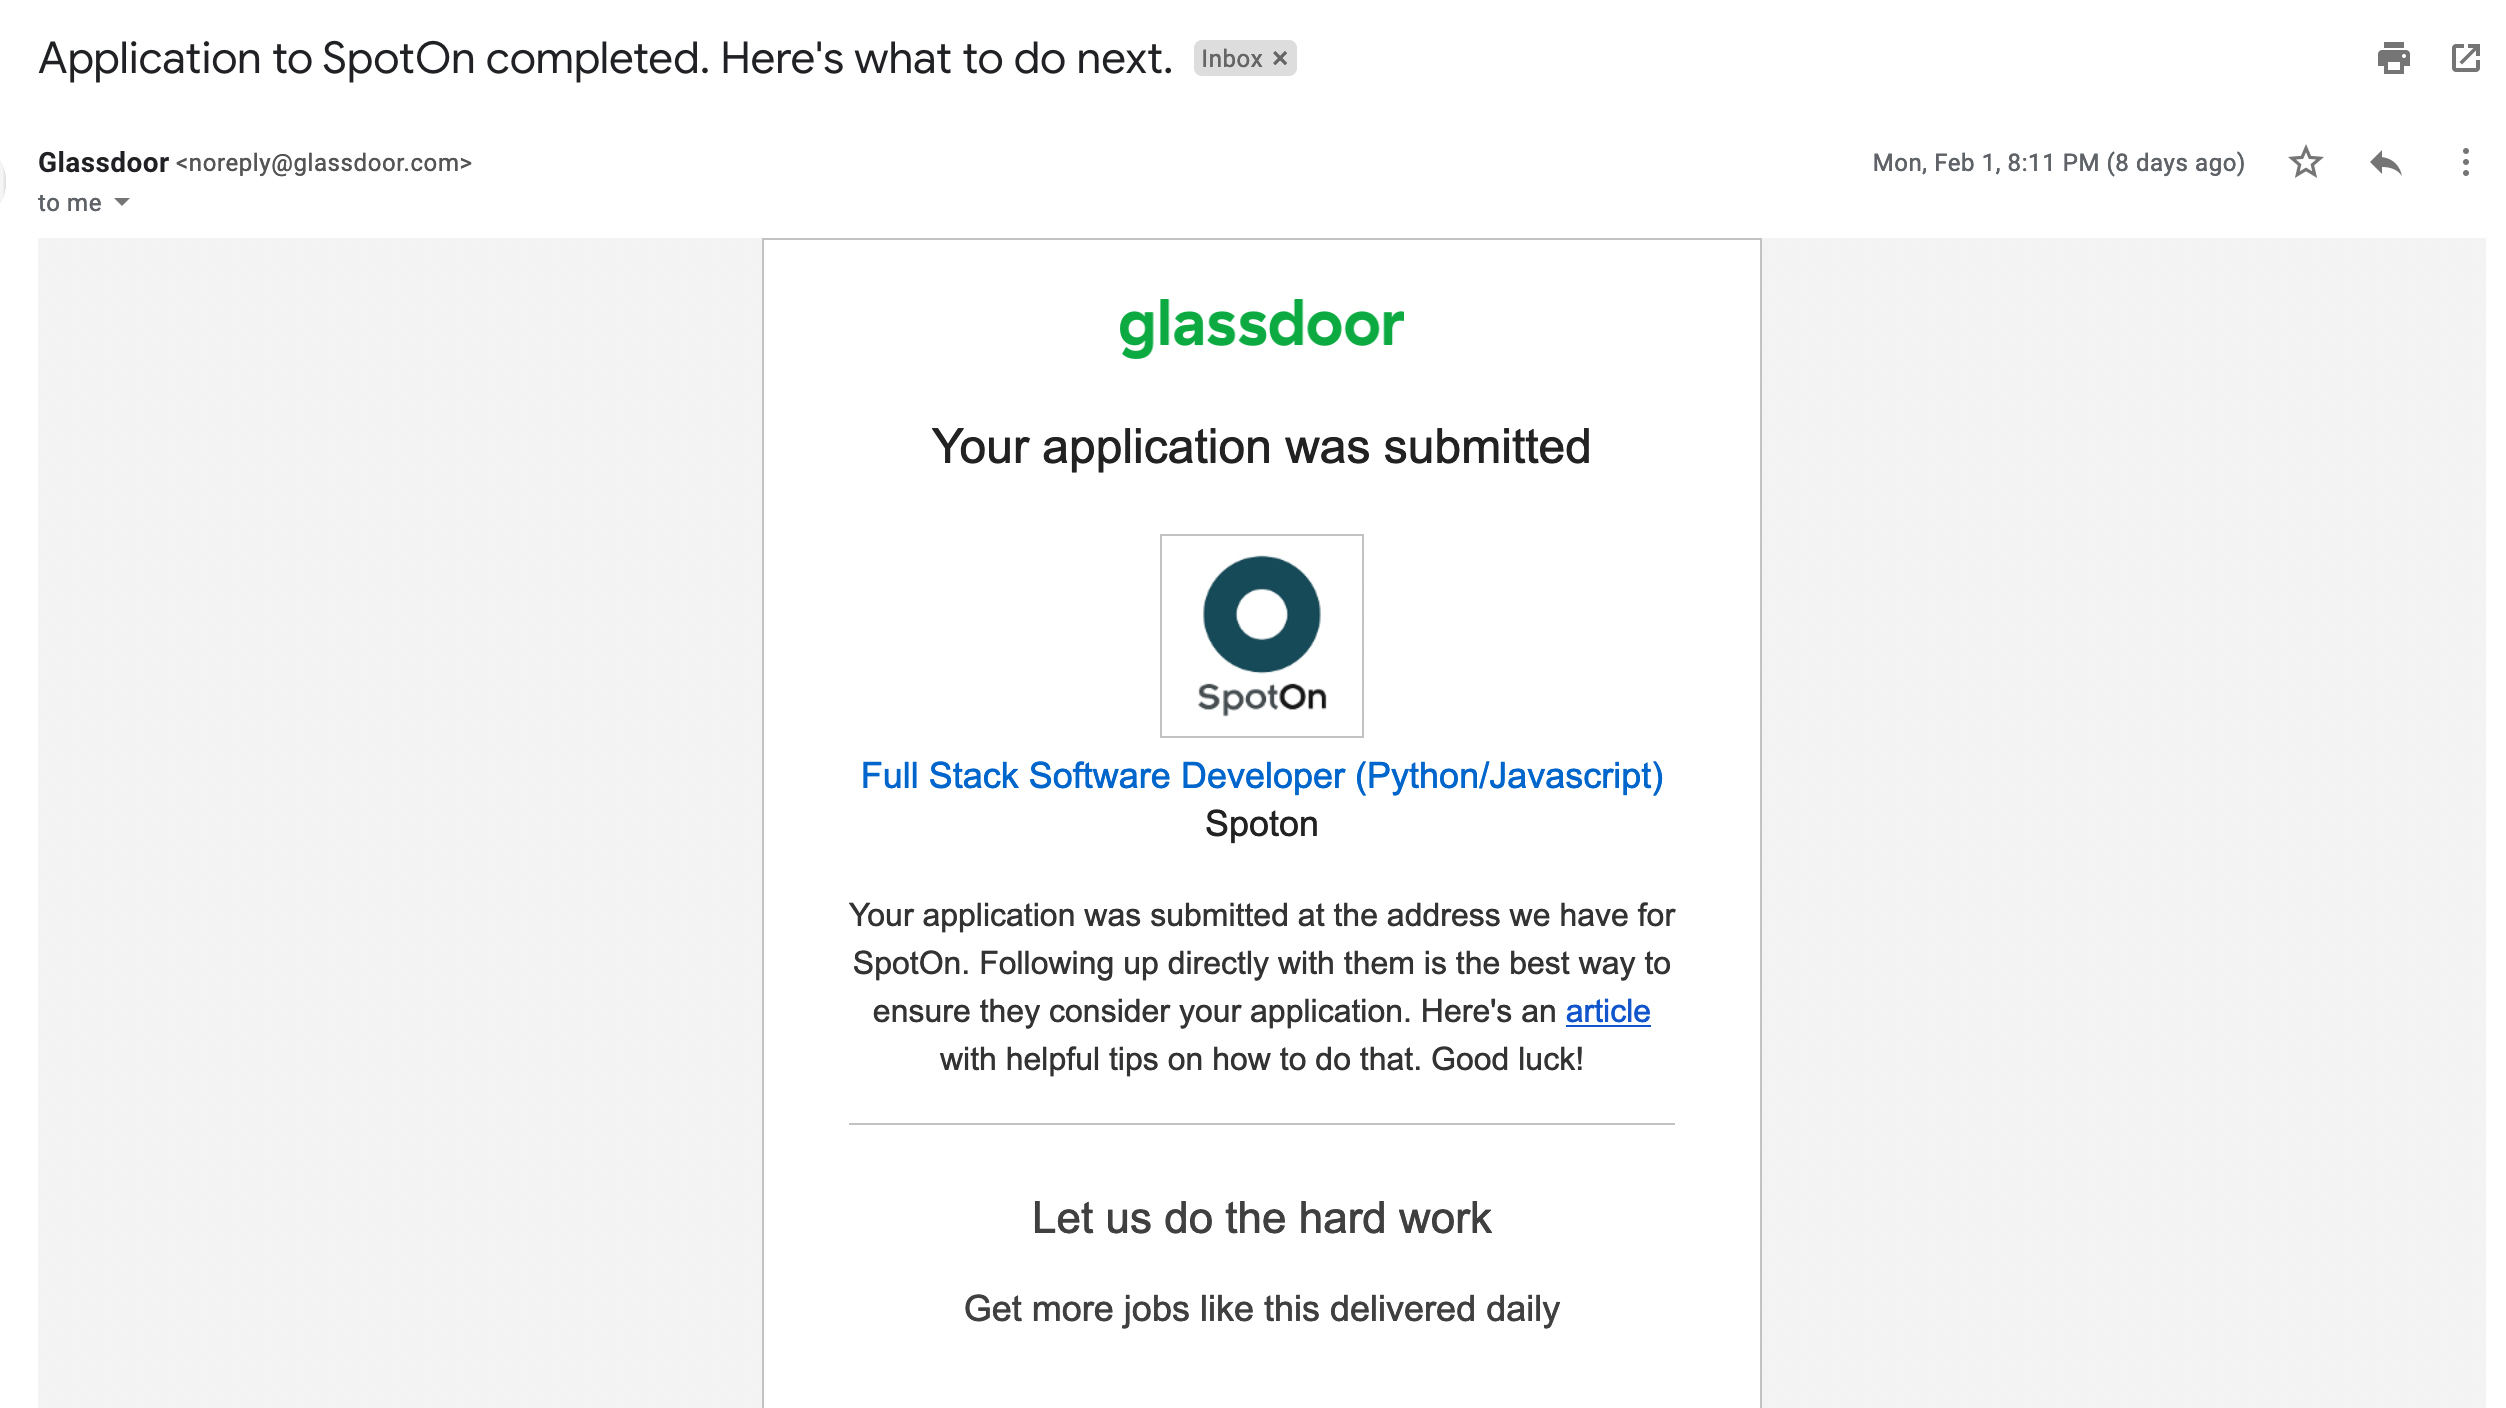 Application to SpotOn completed. Here's what to do next. Inbox ×
Glassdoor <noreply@glassdoor.com> Mon, Feb 1, 8:11 PM (8 days ago)
to me
glassdoor
Your application was submitted
SpotOn
Full Stack Software Developer (Python/Javascript)
Spoton
Your application was submitted at the address we have for
SpotOn. Following up directly with them is the best way to
ensure they consider your application. Here's an article
with helpful tips on how to do that. Good luck!
Let us do the hard work
Get more jobs like this delivered daily